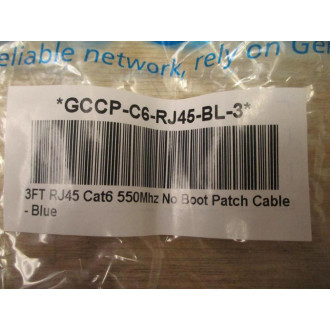 eliable network, rely on Ge
*GCCP-C6-RJ45-BL-3*
3FT RJ45 Cat6 550Mhz No Boot Patch Cable
- Blue